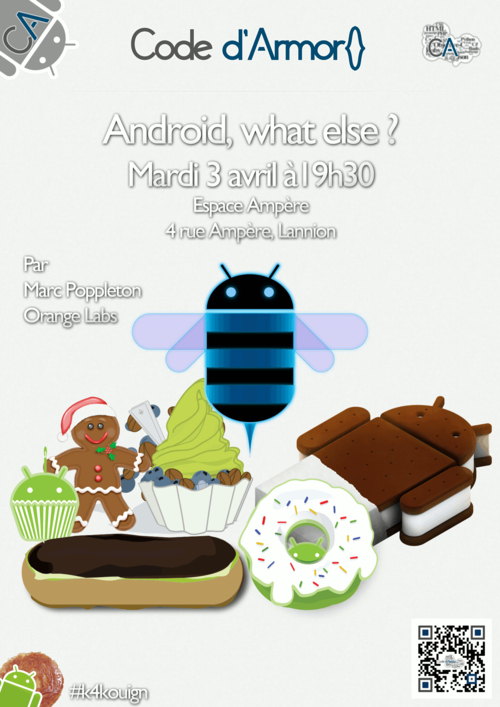 CA
Code d'Armor{}
HTML
CA
Android, what else ?
Mardi 3 avril à 19h30
Espace Ampère
4 rue Ampère, Lannion
Par
Marc Poppleton
Orange Labs
#k4kouign